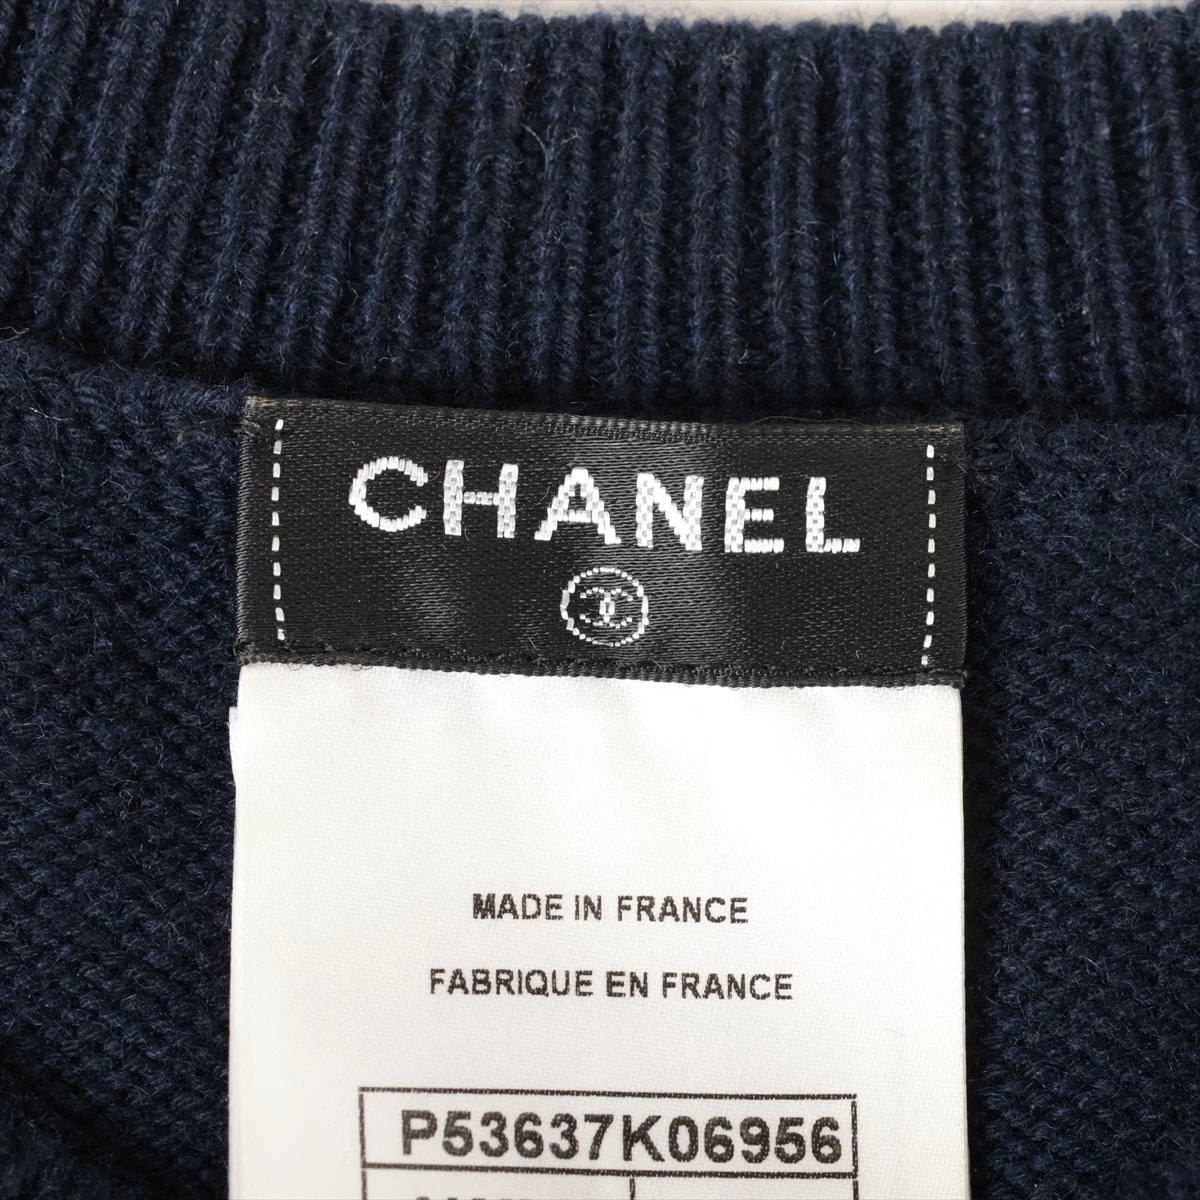 CHANEL
MADE IN FRANCE
FABRIQUE EN FRANCE
P53637K06956